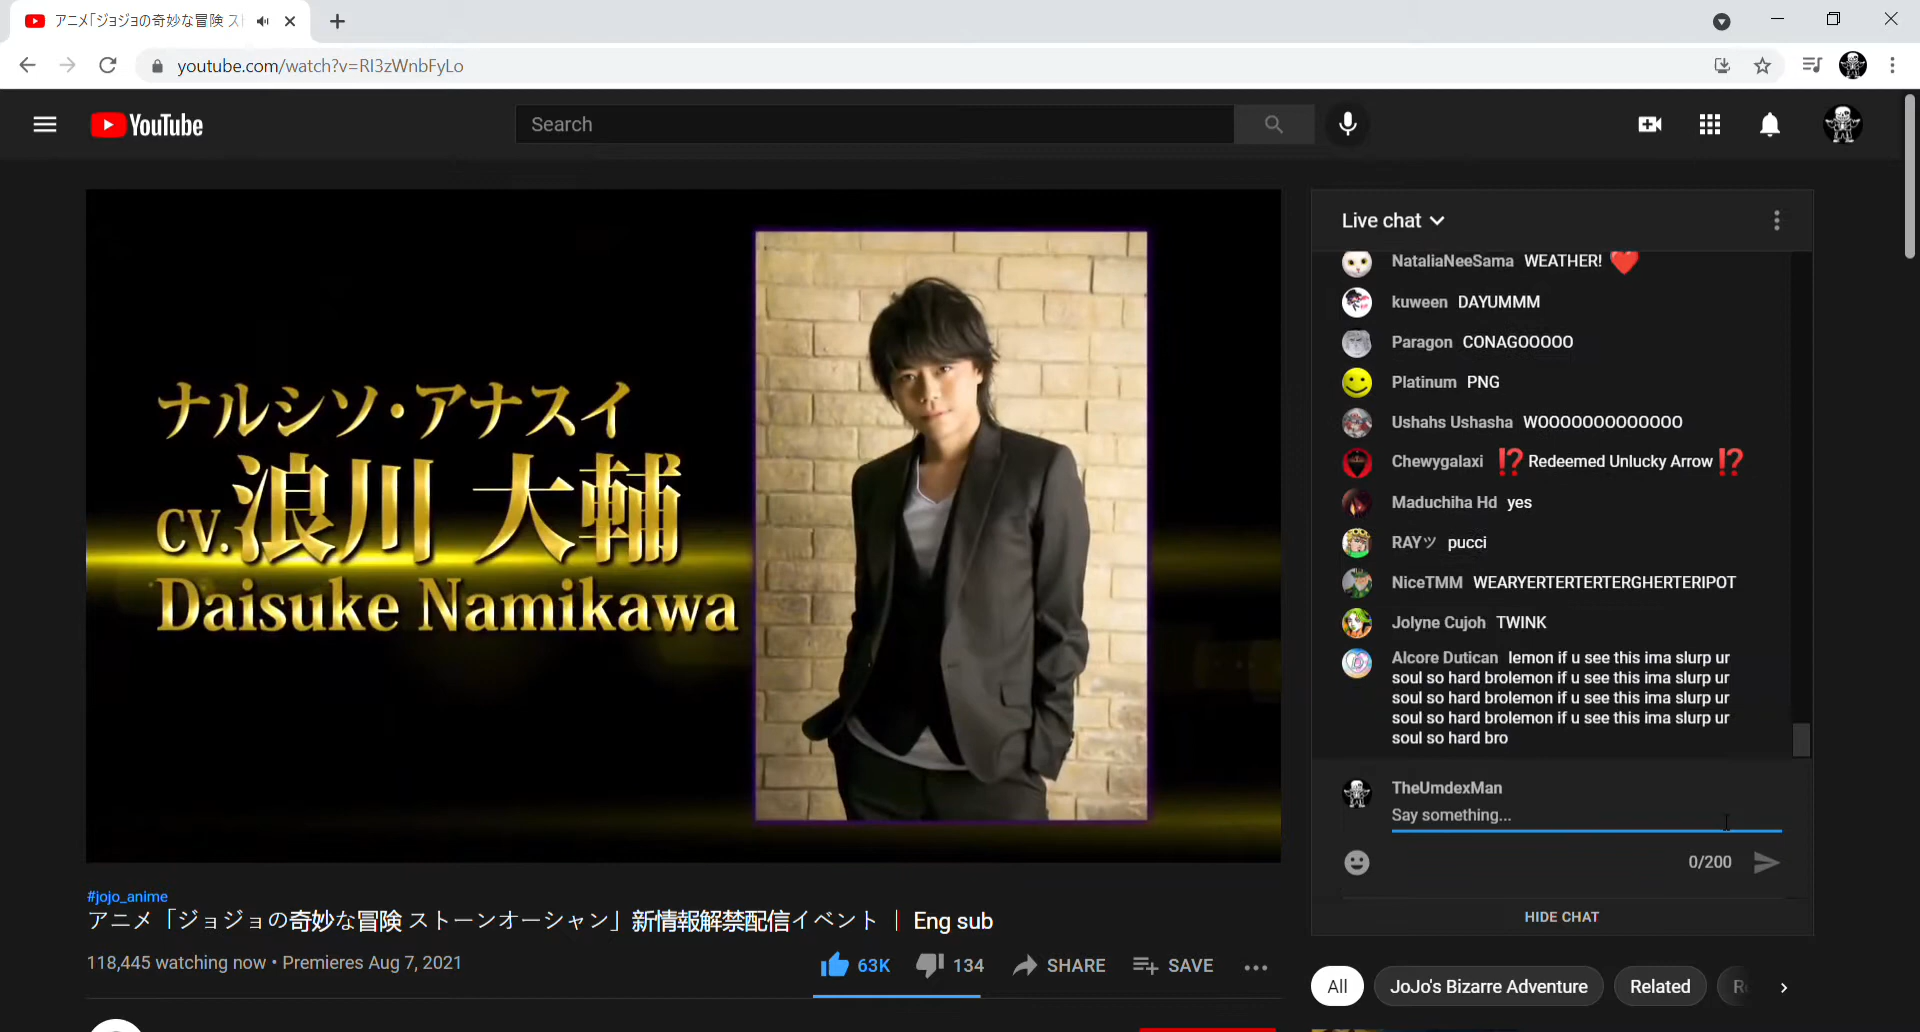 アニメ「ジョジョの奇妙な冒険 ス
youtube.com/watch?v=RI3zWnbFyLo
YouTube
Search
ナルシソ・アナスイ
CV.浪川 大輔
Daisuke Namikawa
#jojo_anime
アニメ「ジョジョの奇妙な冒険 ストーンオーシャン」新情報解禁配信イベント ｜ Eng sub
118,445 watching now • Premieres Aug 7, 2021
63K
134
SHARE
SAVE
Live chat
NataliaNeeSama WEATHER! ❤️
kuween DAYUMMM
Paragon CONAGOOOOO
Platinum PNG
Ushahs Ushasha WOOOOOOOOOOOOO
Chewygalaxi ⁉️ Redeemed Unlucky Arrow ⁉️
Maduchiha Hd yes
RAYツ pucci
NiceTMM WEARYERTERTERTERGHERTERIPOT
Jolyne Cujoh TWINK
Alcore Dutican lemon if u see this ima slurp ur
soul so hard brolemon if u see this ima slurp ur
soul so hard brolemon if u see this ima slurp ur
soul so hard brolemon if u see this ima slurp ur
soul so hard bro
TheUmdexMan
Say something...
0/200
HIDE CHAT
All
JoJo's Bizarre Adventure
Related